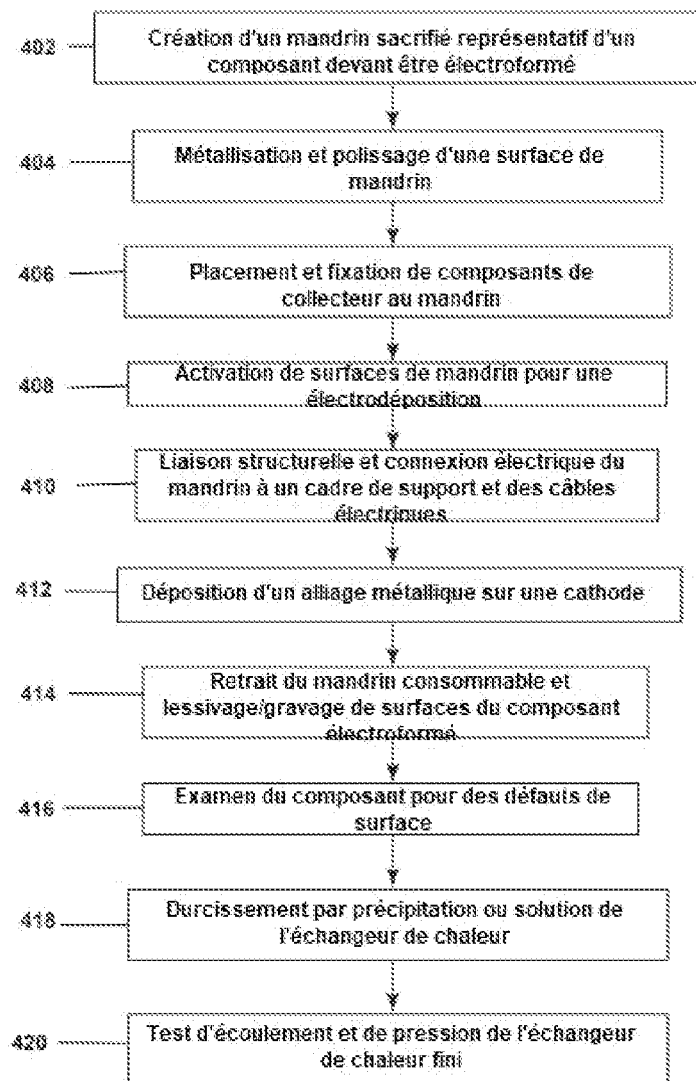 402
Création d'un mandrin sacrifié représentatif d'un
composant devant être électroformé
404
Métallisation et polissage d'une surface de
mandrin
406
Placement et fixation de composants de
collecteur au mandrin
408
Activation de surfaces de mandrin pour une
électrodéposition
410
Liaison structurelle et connexion électrique du
mandrin à un cadre de support et des câbles
électriques
412
Déposition d'un alliage métallique sur une cathode
414
Retrait du mandrin consommable et
lessivage/gravage de surfaces du composant
électroformé
416
Examen du composant pour des défauts de
surface
418
Durcissement par précipitation ou solution de
l'échangeur de chaleur
420
Test d'écoulement et de pression de l'échangeur
de chaleur fini